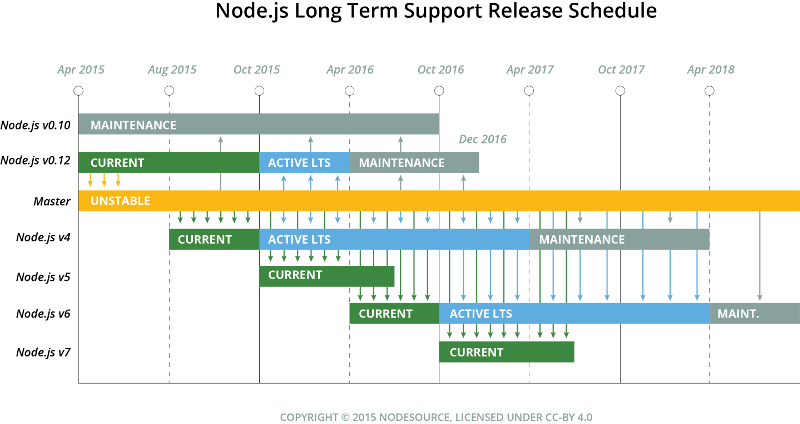 Node.js Long Term Support Release Schedule
Apr 2015 Aug 2015 Oct 2015 Apr 2016 Oct 2016 Apr 2017 Oct 2017 Apr 2018
Node.js v0.10 MAINTENANCE
Dec 2016
Node.js v0.12 CURRENT ACTIVE LTS MAINTENANCE
Master UNSTABLE
Node.js v4 CURRENT ACTIVE LTS MAINTENANCE
Node.js v5 CURRENT
Node.js v6 CURRENT ACTIVE LTS MAINT.
Node.js v7 CURRENT
COPYRIGHT © 2015 NODESOURCE, LICENSED UNDER CC-BY 4.0